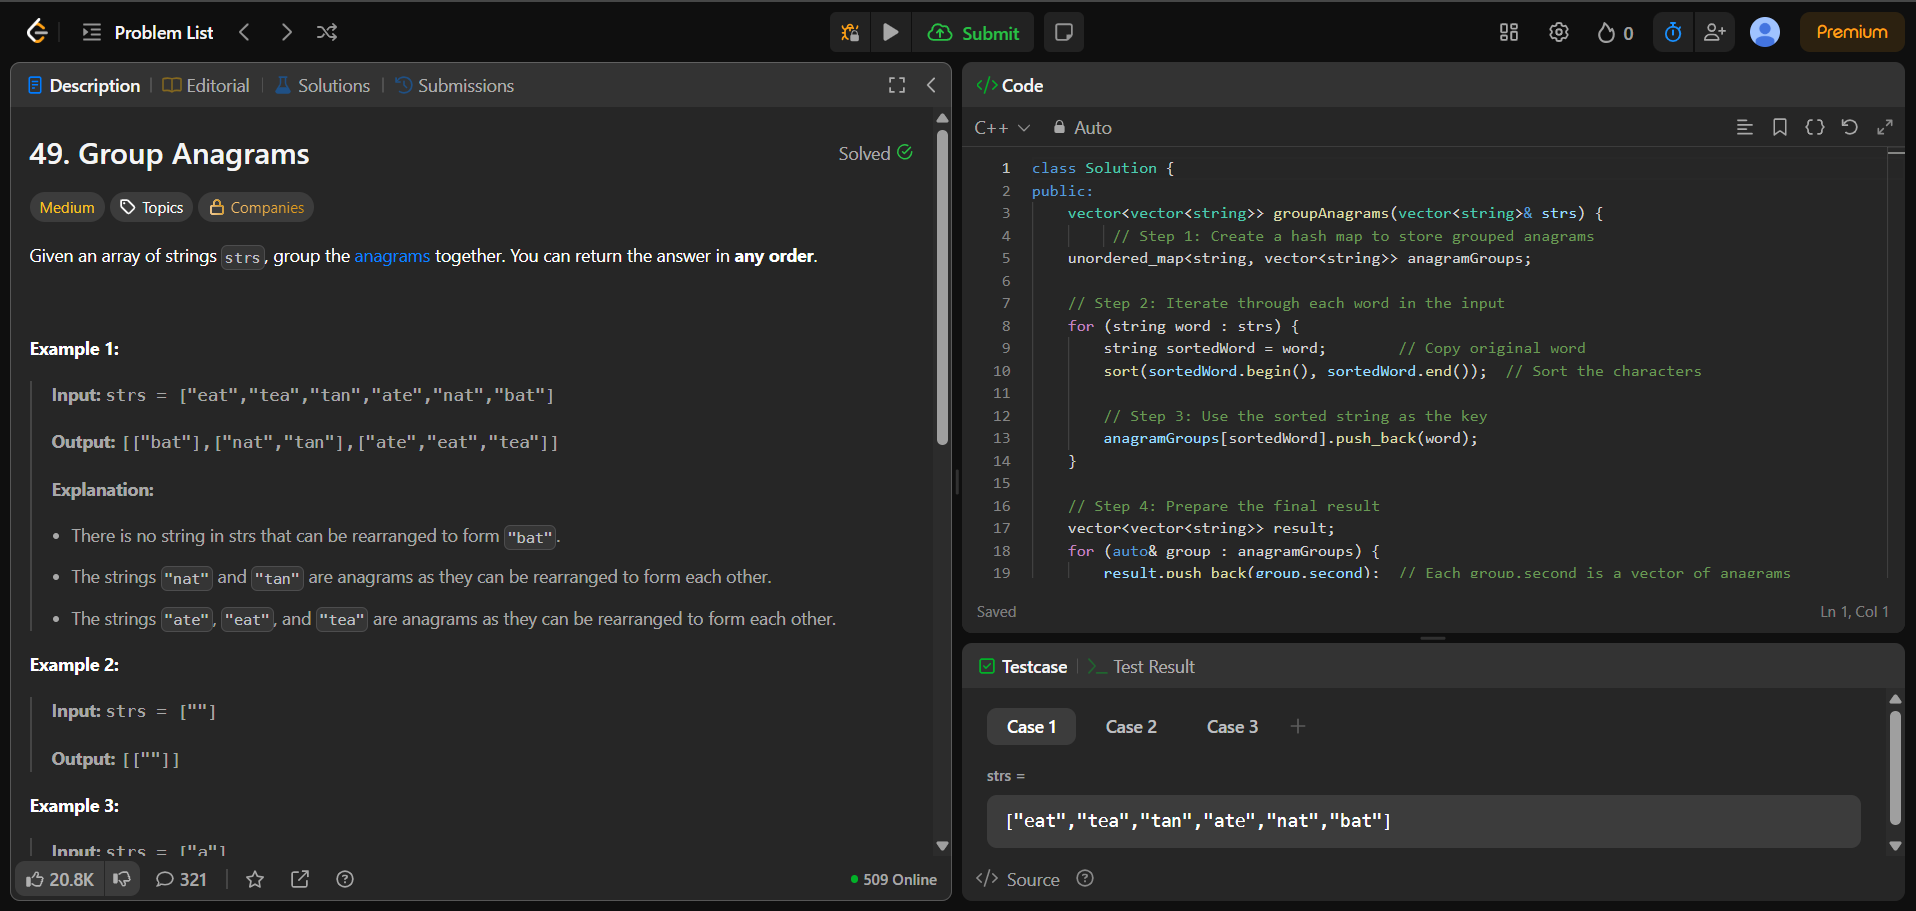 Problem List
Submit
0
Premium
Description
Editorial
Solutions
Submissions
49. Group Anagrams
Solved
Medium
Topics
Companies
Given an array of strings strs, group the anagrams together. You can return the answer in any order.
Example 1:
Input: strs = ["eat","tea","tan","ate","nat","bat"]
Output: [["bat"],["nat","tan"],["ate","eat","tea"]]
Explanation:
• There is no string in strs that can be rearranged to form "bat".
• The strings "nat" and "tan" are anagrams as they can be rearranged to form each other.
• The strings "ate", "eat", and "tea" are anagrams as they can be rearranged to form each other.
Example 2:
Input: strs = [""]
Output: [[""]]
Example 3:
Input: strs = ["a"]
20.8K
321
509 Online
</> Code
C++
Auto
1 class Solution {
2 public:
3 vector<vector<string>> groupAnagrams(vector<string>& strs) {
4 // Step 1: Create a hash map to store grouped anagrams
5 unordered_map<string, vector<string>> anagramGroups;
6
7 // Step 2: Iterate through each word in the input
8 for (string word : strs) {
9 string sortedWord = word; // Copy original word
10 sort(sortedWord.begin(), sortedWord.end()); // Sort the characters
11
12 // Step 3: Use the sorted string as the key
13 anagramGroups[sortedWord].push_back(word);
14 }
15
16 // Step 4: Prepare the final result
17 vector<vector<string>> result;
18 for (auto& group : anagramGroups) {
19 result.push_back(group.second); // Each group.second is a vector of anagrams
Saved
Ln 1, Col 1
Testcase
Test Result
Case 1
Case 2
Case 3
strs =
["eat","tea","tan","ate","nat","bat"]
</> Source